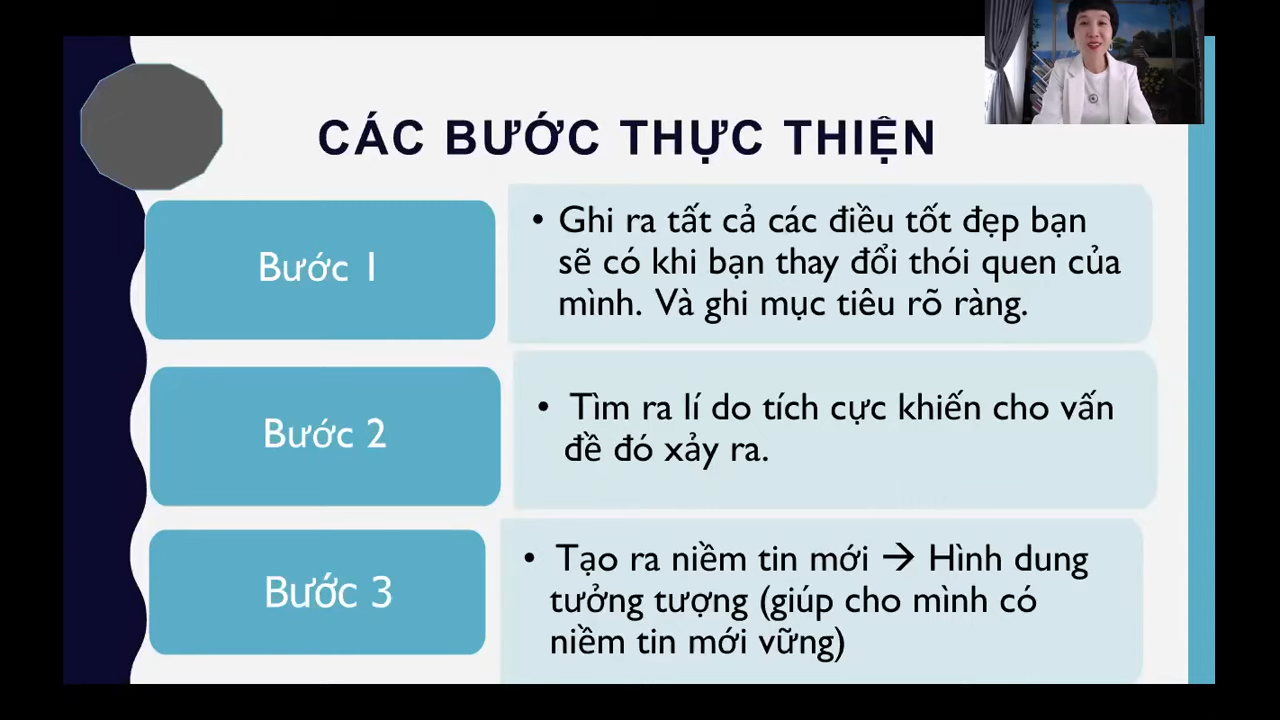 CÁC BƯỚC THỰC THIỆN
Bước 1
• Ghi ra tất cả các điều tốt đẹp bạn
sẽ có khi bạn thay đổi thói quen của
mình. Và ghi mục tiêu rõ ràng.
Bước 2
• Tìm ra lí do tích cực khiến cho vấn
đề đó xảy ra.
Bước 3
• Tạo ra niềm tin mới → Hình dung
tưởng tượng (giúp cho mình có
niềm tin mới vững)